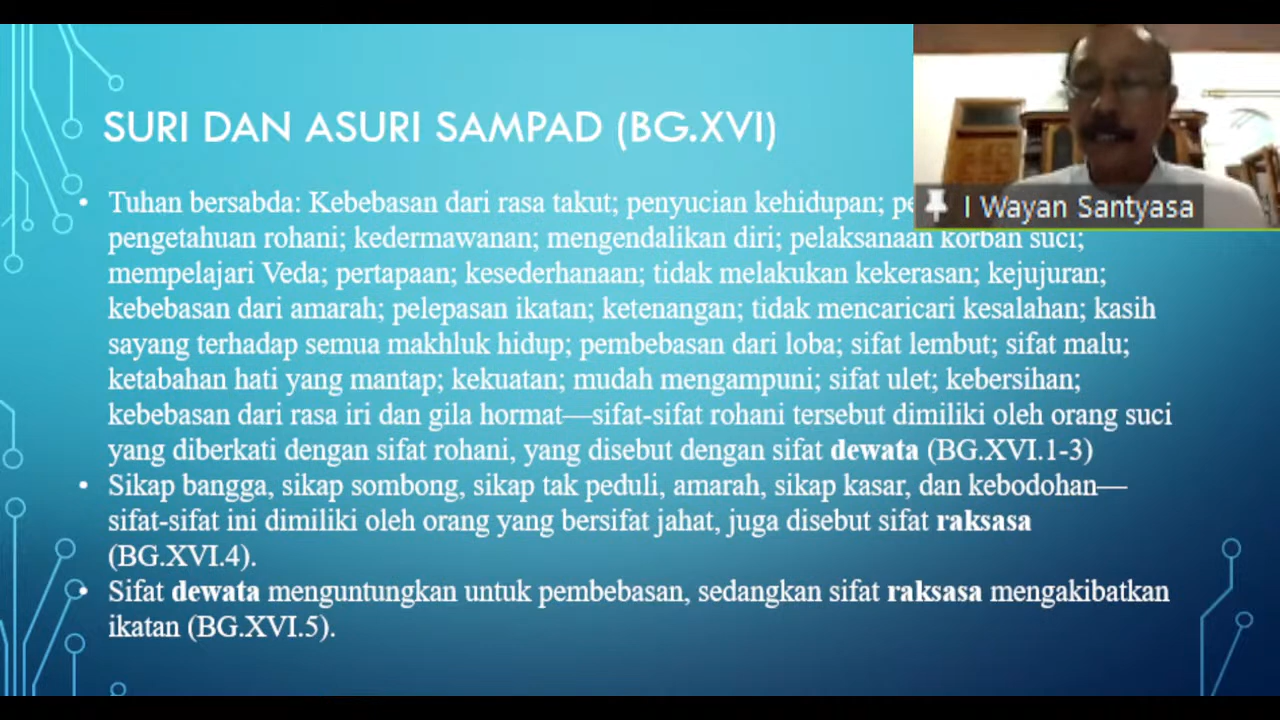 SURI DAN ASURI SAMPAD (BG.XVI)
I Wayan Santyasa
• Tuhan bersabda: Kebebasan dari rasa takut; penyucian kehidupan;
pengetahuan rohani; kedermawanan; mengendalikan diri; pelaksanaan korban suci;
mempelajari Veda; pertapaan; kesederhanaan; tidak melakukan kekerasan; kejujuran;
kebebasan dari amarah; pelepasan ikatan; ketenangan; tidak mencaricari kesalahan; kasih
sayang terhadap semua makhluk hidup; pembebasan dari loba; sifat lembut; sifat malu;
ketabahan hati yang mantap; kekuatan; mudah mengampuni; sifat ulet; kebersihan;
kebebasan dari rasa iri dan gila hormat—sifat-sifat rohani tersebut dimiliki oleh orang suci
yang diberkati dengan sifat rohani, yang disebut dengan sifat dewata (BG.XVI.1-3)
• Sikap bangga, sikap sombong, sikap tak peduli, amarah, sikap kasar, dan kebodohan—
sifat-sifat ini dimiliki oleh orang yang bersifat jahat, juga disebut sifat raksasa
(BG.XVI.4).
• Sifat dewata menguntungkan untuk pembebasan, sedangkan sifat raksasa mengakibatkan
ikatan (BG.XVI.5).